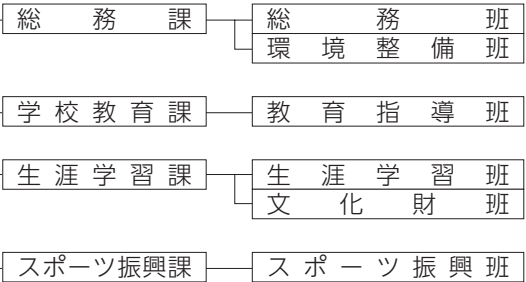 総務課 総務班
環境整備班
学校教育課 教育指導班
生涯学習課 生涯学習班
文化財班
スポーツ振興課 スポーツ振興班